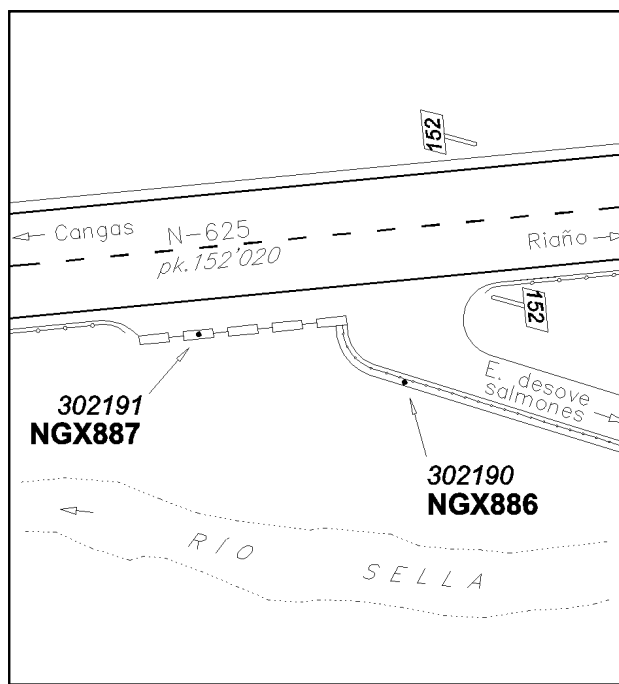 152
Cangas
N-625
pk.152'020
Riaño
152
E. desove
salmones
302191
NGX887
302190
NGX886
RÍO SELLA